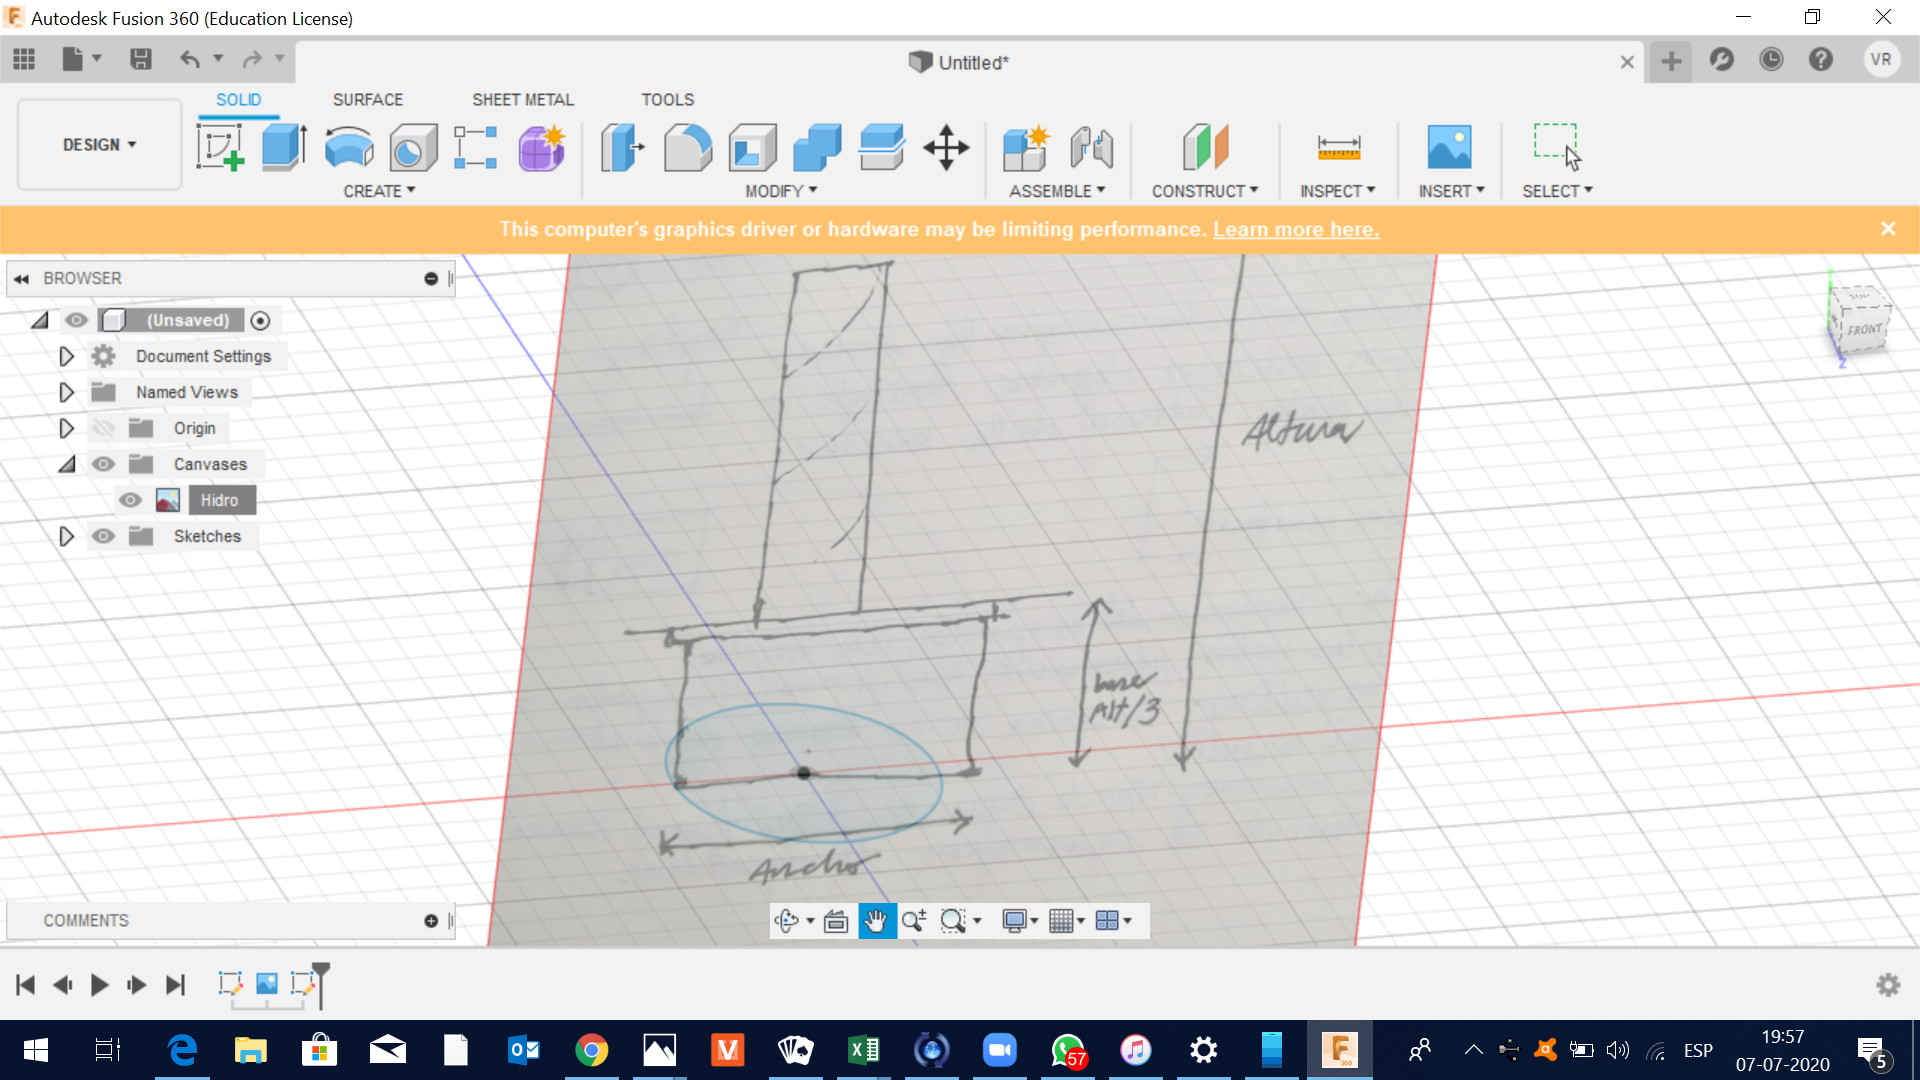 Autodesk Fusion 360 (Education License)
Untitled*
VR
SOLID SURFACE SHEET METAL TOOLS
DESIGN
CREATE MODIFY ASSEMBLE CONSTRUCT INSPECT INSERT SELECT
This computer's graphics driver or hardware may be limiting performance. Learn more here.
BROWSER
(Unsaved)
Document Settings
Named Views
Origin
Canvases
Hidro
Sketches
TOP
FRONT
Z
Altura
base
Alt/3
Ancho
COMMENTS
57
ESP
19:57
07-07-2020
5